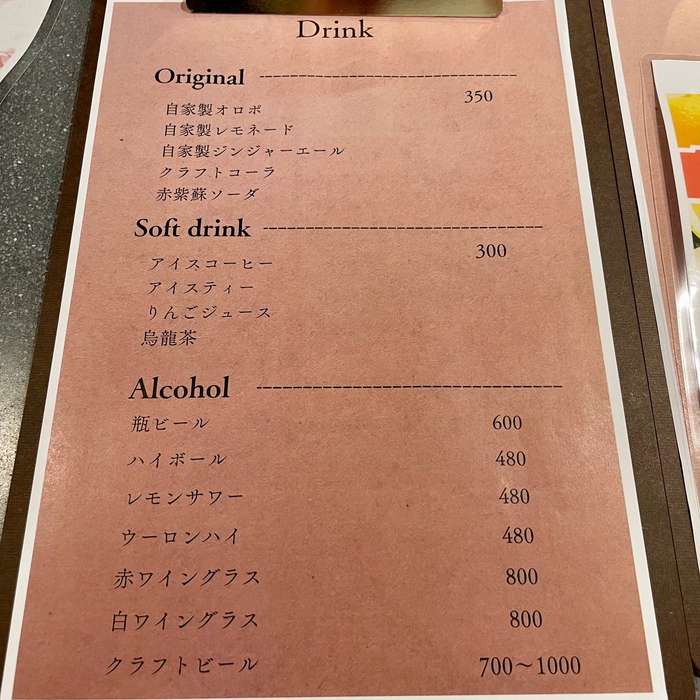 Drink
Original
350
自家製オロポ
自家製レモネード
自家製ジンジャーエール
クラフトコーラ
赤紫蘇ソーダ
Soft drink
300
アイスコーヒー
アイスティー
りんごジュース
烏龍茶
Alcohol
瓶ビール 600
ハイボール 480
レモンサワー 480
ウーロンハイ 480
赤ワイングラス 800
白ワイングラス 800
クラフトビール 700〜1000